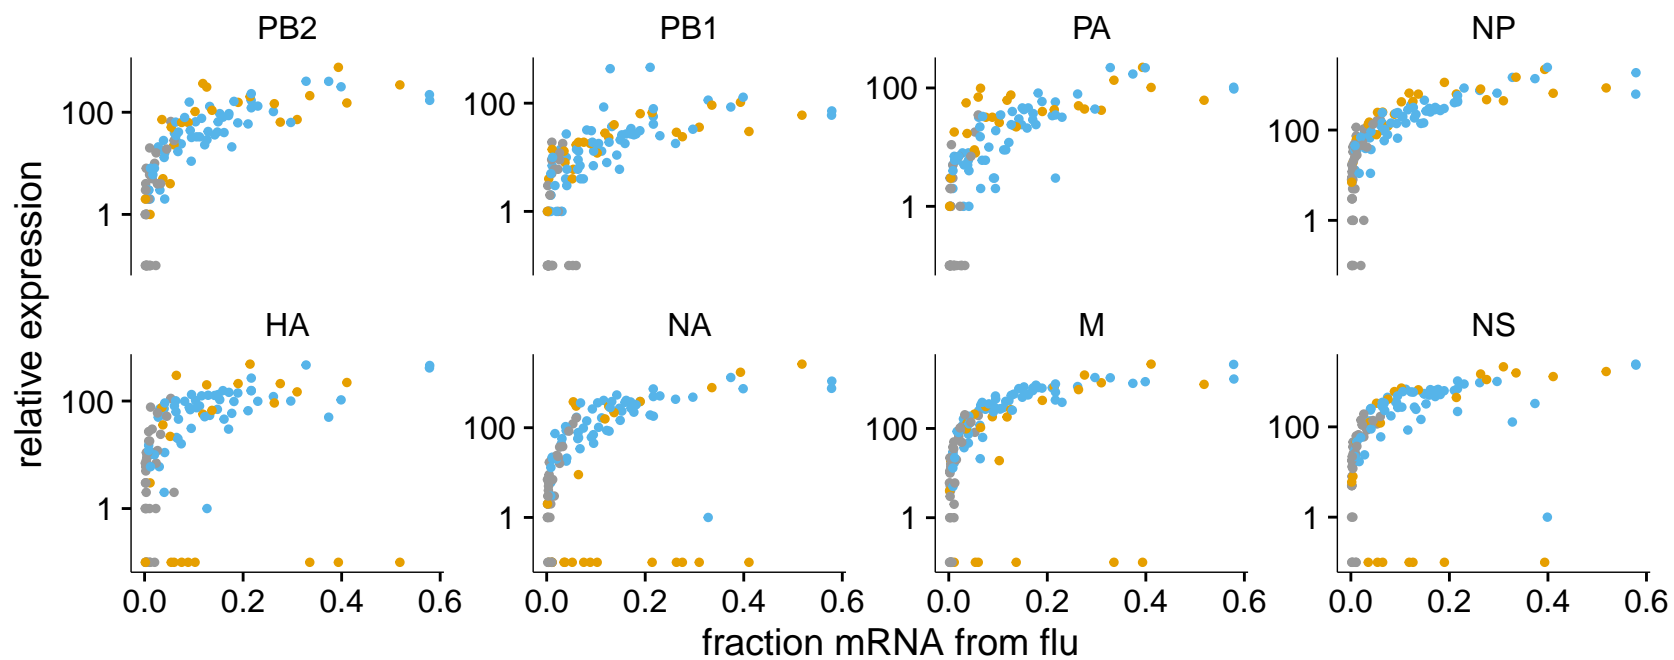 PB2 PB1 PA NP
100 100 100 100
1 1 1 1
HA NA M NS
100 100 100 100
1 1 1 1
0.0 0.2 0.4 0.6 0.0 0.2 0.4 0.6 0.0 0.2 0.4 0.6 0.0 0.2 0.4 0.6
fraction mRNA from flu
relative expression